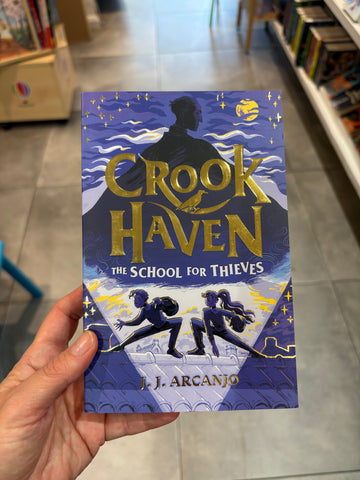 CROOK
HAVEN
THE SCHOOL FOR THIEVES
J. J. ARCANJO